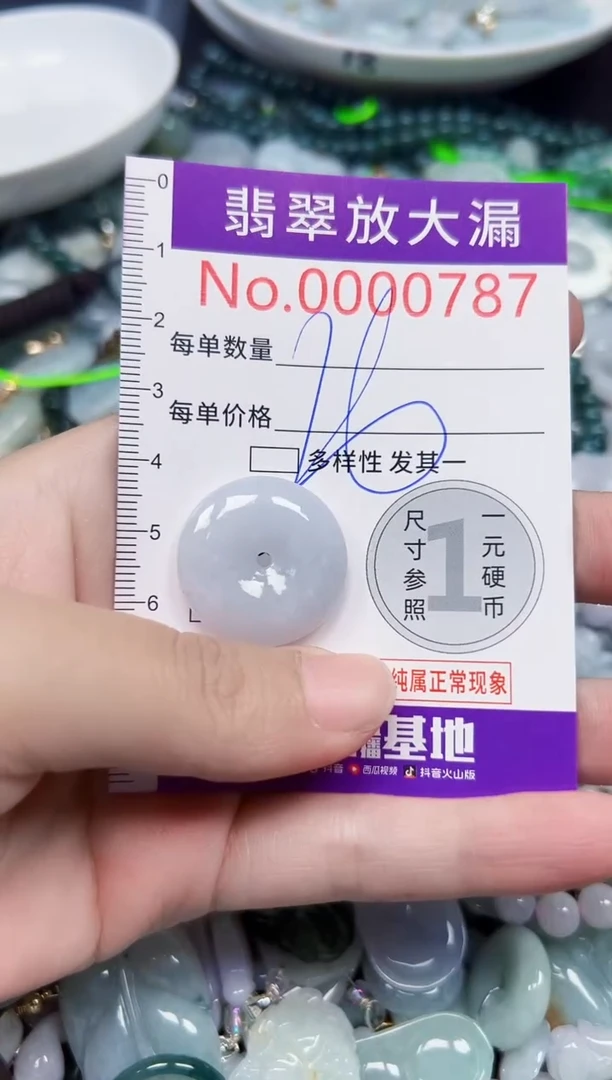 0
翡翠放大漏
1
No.0000787
2
每单数量
3
每单价格
4
多样性 发其一
5
尺寸参照
1
一元硬币
6
纯属正常现象
播基地
抖音 西瓜视频 抖音火山版